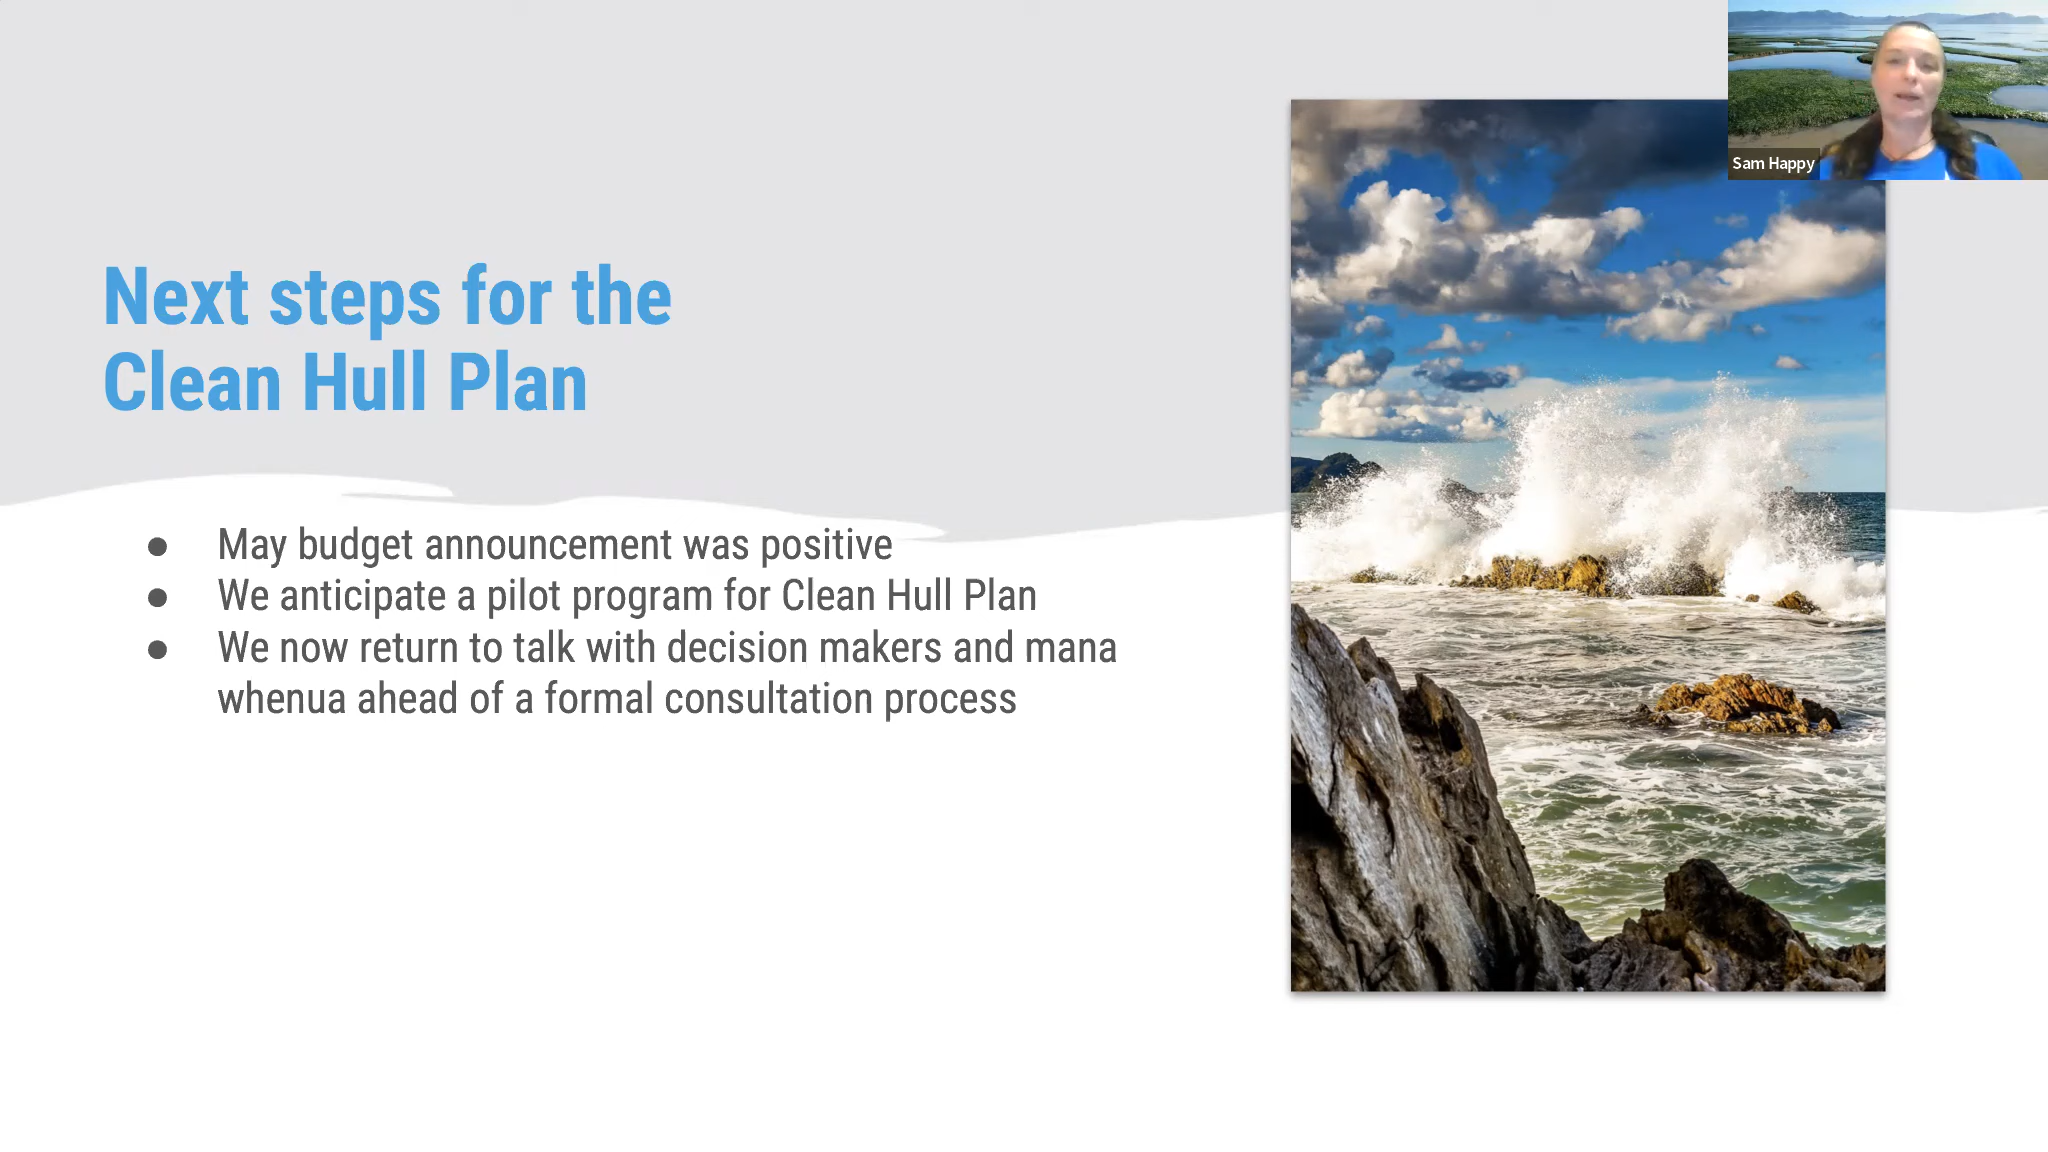 Sam Happy
Next steps for the
Clean Hull Plan
● May budget announcement was positive
● We anticipate a pilot program for Clean Hull Plan
● We now return to talk with decision makers and mana
whenua ahead of a formal consultation process